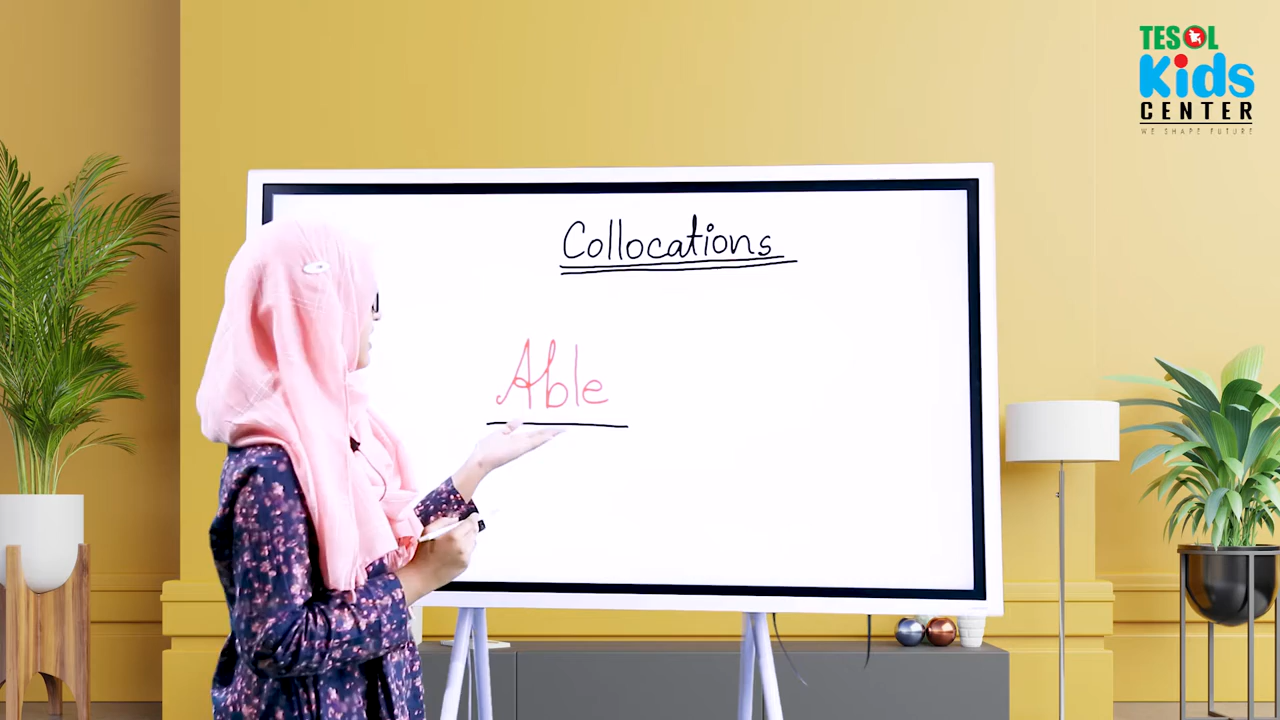 TESOL
Kids
CENTER
WE SHAPE FUTURE
Collocations
Able